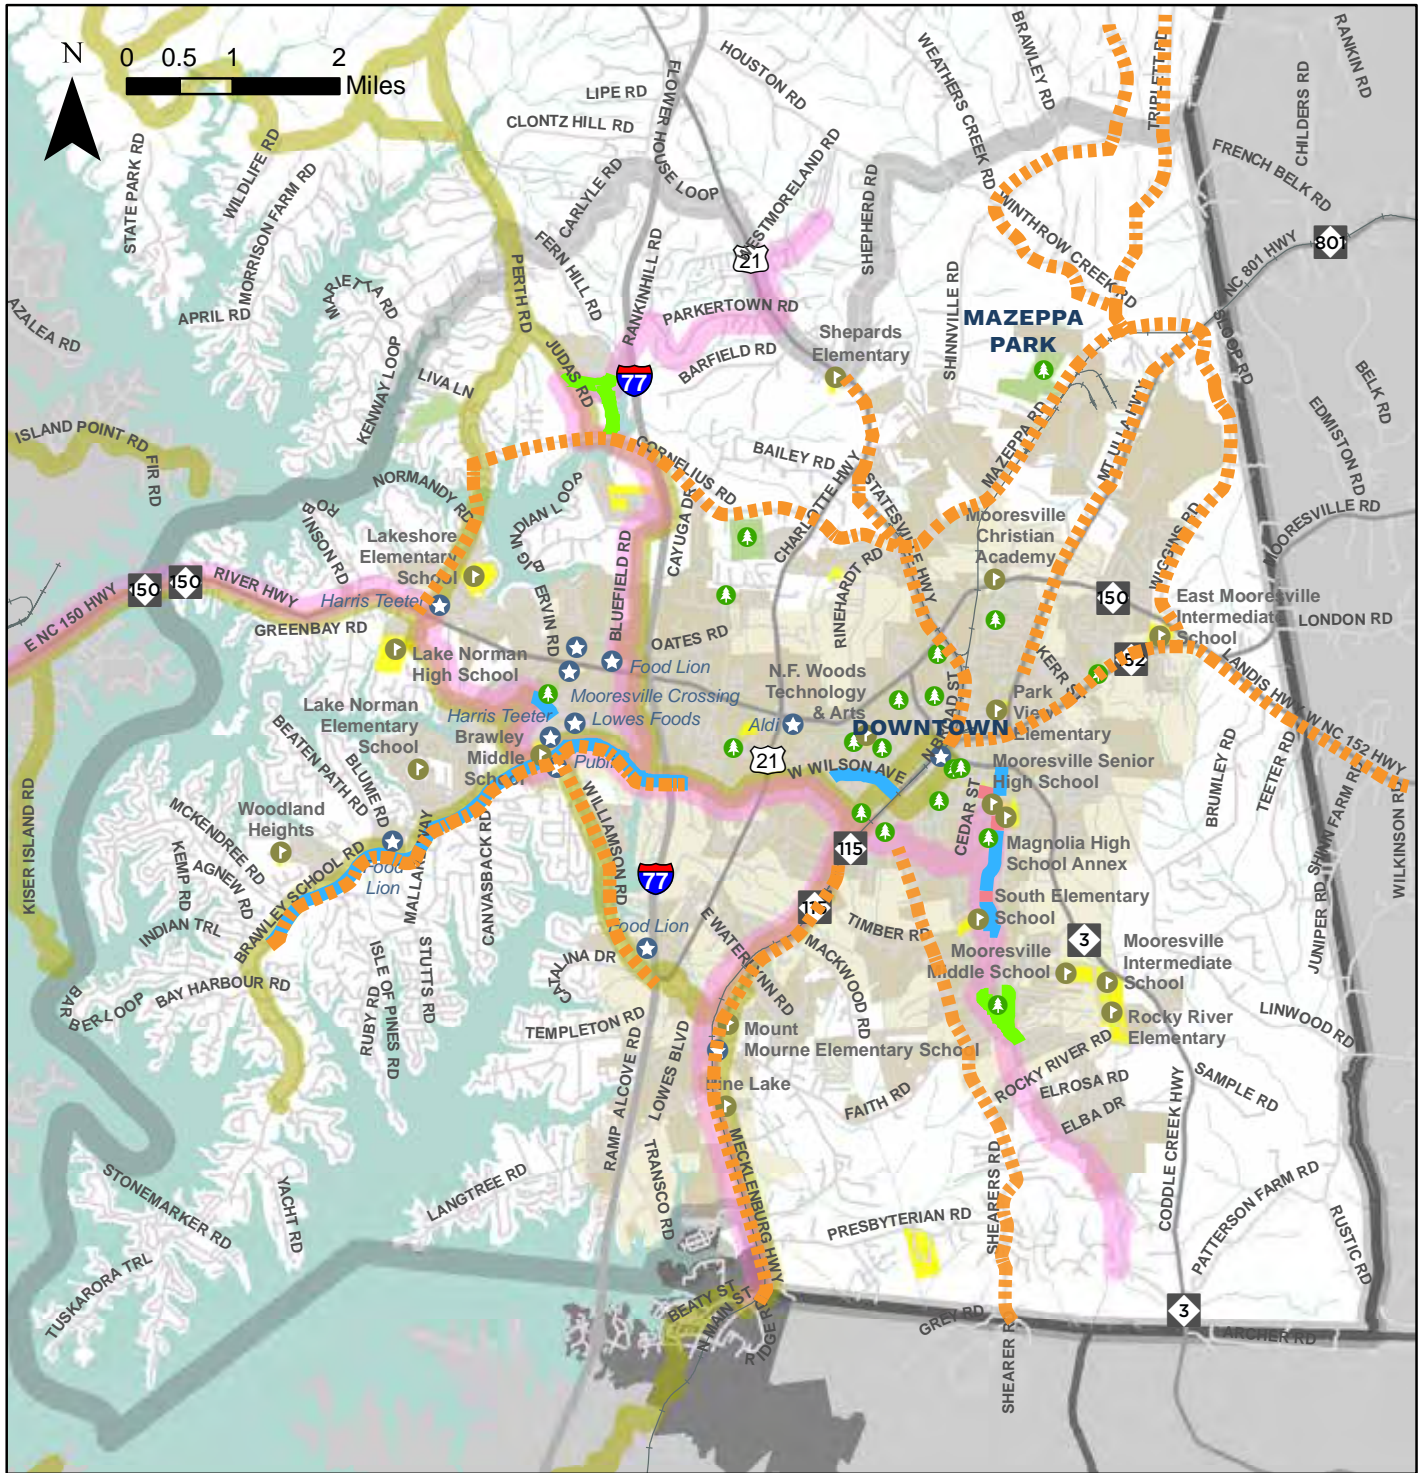 N
0 0.5 1 2
Miles
HOUSTON RD
WEATHERS CREEK RD
BRAWLEY RD
TRIPLETT RD
RANKIN RD
CHILDERS RD
FRENCH BELK RD
LIPE RD
CLONTZ HILL RD
FLOWER HOUSE LOOP
STATE PARK RD
WILDLIFE RD
MORRISON FARM RD
CARLYLE RD
WESTMORELAND RD
SHEPHERD RD
WINTHROW CREEK RD
801
NC 801 HWY
21
FERN HILL RD
RANKINHILL RD
PERTH RD
MARIETTA RD
APRIL RD
AZALEA RD
PARKERTOWN RD
SHINNVILLE RD
MAZEPPA
PARK
SLOOP RD
Shepards
Elementary
BARFIELD RD
JUDAS RD
77
KENWAY LOOP
LIVA LN
BELK RD
EDMISTON RD
MAZEPPA RD
MT ULLA HWY
ISLAND POINT RD
FIR RD
CORNELIUS RD
BAILEY RD
CHARLOTTE HWY
STATESVILLE HWY
NORMANDY RD
ROBINSON RD
BIG INDIAN LOOP
CAYUGA DR
MOORESVILLE RD
WIGGINS RD
Mooresville
Christian
Academy
Lakeshore
Elementary
School
Harris Teeter
150
150
RIVER HWY
E NC 150 HWY
GREENBAY RD
ERVIN RD
BLUEFIELD RD
OATES RD
RINEHARDT RD
150
East Mooresville
Intermediate
School
LONDON RD
Lake Norman
High School
Food Lion
N.F. Woods
Technology
& Arts
KERR ST
LANDIS HWY
W NC 152 HWY
Mooresville Crossing
Lowes Foods
Harris Teeter
Lake Norman
Elementary
School
Brawley
Middle
School
Aldi
DOWNTOWN
N BROAD ST
Park
View
Elementary
21
W WILSON AVE
Mooresville Senior
High School
BEATEN PATH RD
BLUME RD
BRUMLEY RD
TEETER RD
SHINN FARM RD
WILKINSON RD
KISER ISLAND RD
Woodland
Heights
MCKENDREE RD
AGNEW RD
KEMP RD
BRAWLEY SCHOOL RD
Food
Lion
CANVASBACK RD
WILLIAMSON RD
77
115
CEDAR ST
Magnolia High
School Annex
South Elementary
School
INDIAN TRL
Food Lion
115
E WATERLYNN RD
TIMBER RD
MACKWOOD RD
3
Mooresville
Middle School
Mooresville
Intermediate
School
JUNIPER RD
CATALINA DR
STUTTS RD
ISLE OF PINES RD
RUBY RD
BAY HARBOUR RD
BARBER LOOP
TEMPLETON RD
Rocky River
Elementary
LINWOOD RD
Mount
Mourne Elementary School
ROCKY RIVER RD
ELROSA RD
ELBA DR
FAITH RD
SAMPLE RD
RAMP ALCOVE RD
LOWES BLVD
TRANSCO RD
MECKLENBURG HWY
CODDLE CREEK HWY
PATTERSON FARM RD
RUSTIC RD
STONEMARKER RD
YACHT RD
LANGTREE RD
PRESBYTERIAN RD
SHEARERS RD
TUSKARORA TRL
BEATY ST
N MAIN ST
GREY RD
3
ARCHER RD